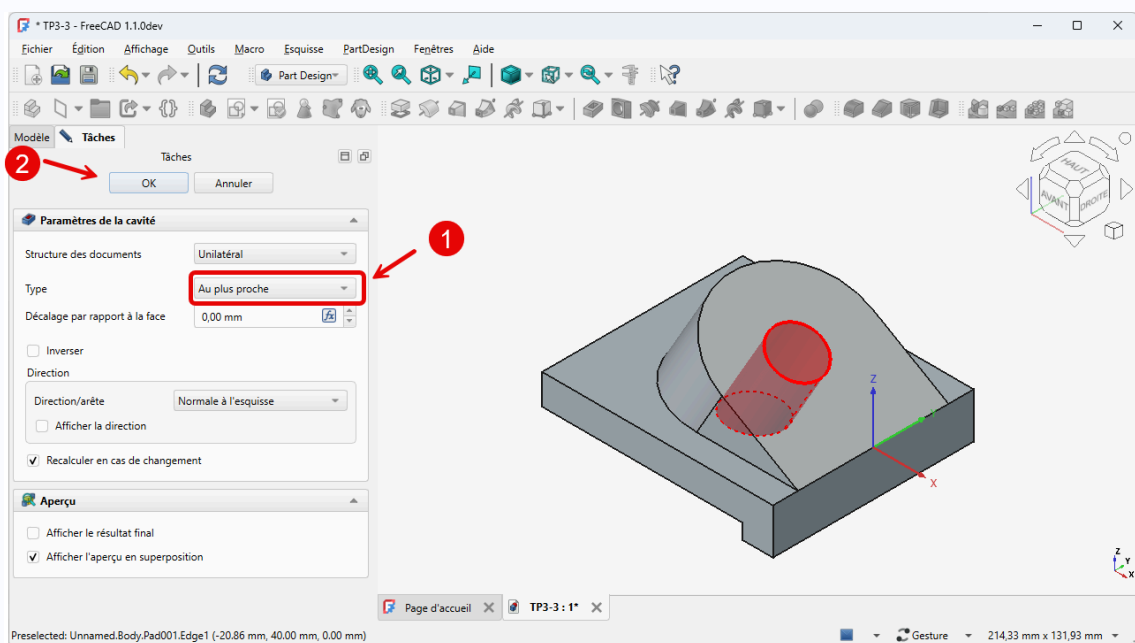 * TP3-3 - FreeCAD 1.1.0dev
Fichier Édition Affichage Outils Macro Esquisse PartDesign Fenêtres Aide
Part Design
Modèle Tâches
Tâches
2
OK Annuler
Paramètres de la cavité
Structure des documents Unilatéral
1
Type Au plus proche
Décalage par rapport à la face 0,00 mm
Inverser
Direction
Direction/arête Normale à l'esquisse
Afficher la direction
Recalculer en cas de changement
Aperçu
Afficher le résultat final
Afficher l'aperçu en superposition
HAUT
AVANT DROITE
Z
X
Z
Y
X
Page d'accueil TP3-3 : 1*
Preselected: Unnamed.Body.Pad001.Edge1 (-20.86 mm, 40.00 mm, 0.00 mm) Gesture 214,33 mm x 131,93 mm